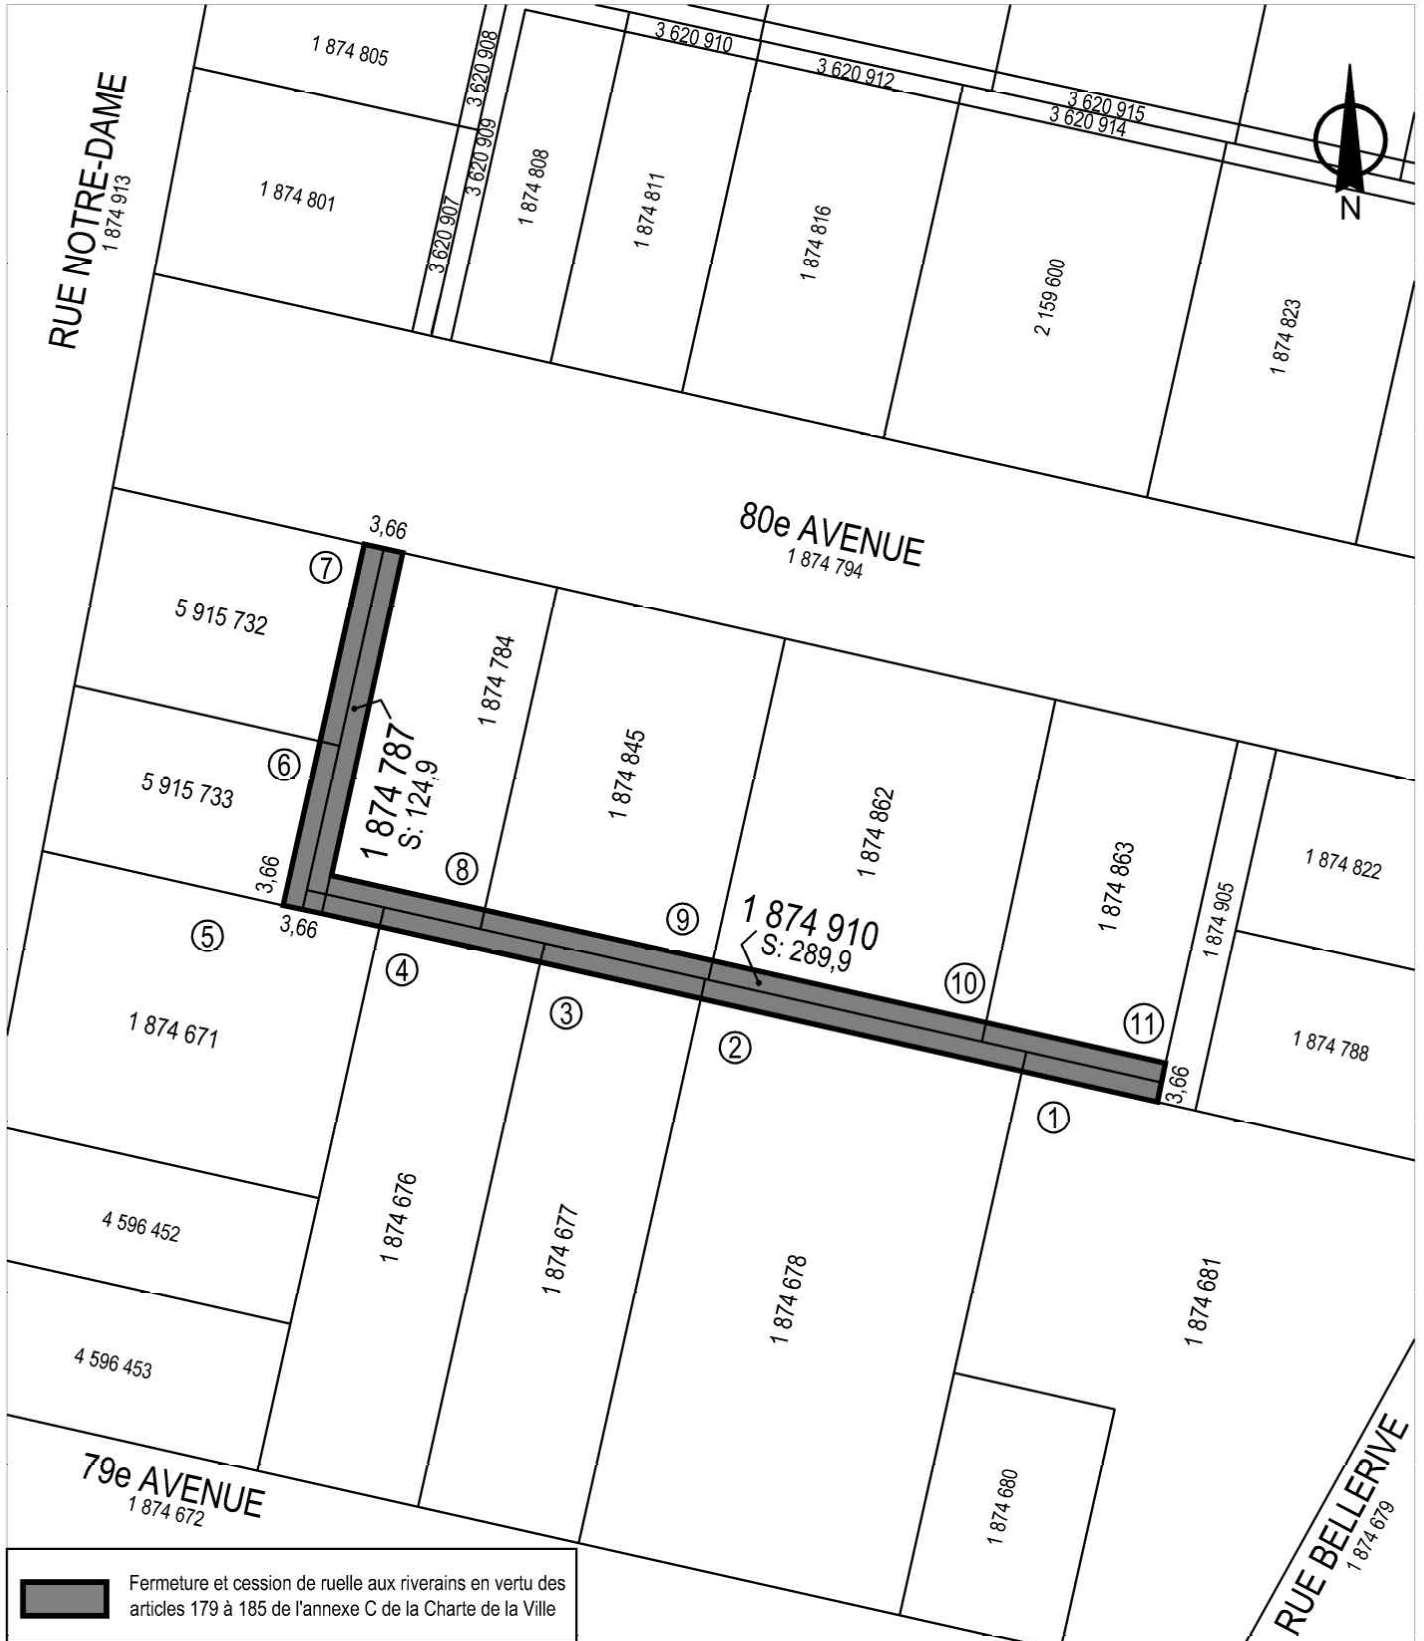 1 874 805
3 620 908
3 620 910
3 620 912
3 620 915
3 620 914
RUE NOTRE-DAME
1 874 913
1 874 801
3 620 907
3 620 909
1 874 808
1 874 811
1 874 816
2 159 600
1 874 823
N
80e AVENUE
1 874 794
3,66
7
5 915 732
1 874 784
1 874 787
S: 124,9
6
5 915 733
1 874 845
1 874 862
1 874 863
1 874 905
1 874 822
1 874 788
3,66
3,66
8
9
1 874 910
S: 289,9
10
11
3,66
5
4
3
2
1
1 874 671
1 874 676
1 874 677
1 874 678
1 874 681
4 596 452
4 596 453
1 874 680
79e AVENUE
1 874 672
RUE BELLERIVE
1 874 679
Fermeture et cession de ruelle aux riverains en vertu des
articles 179 à 185 de l'annexe C de la Charte de la Ville